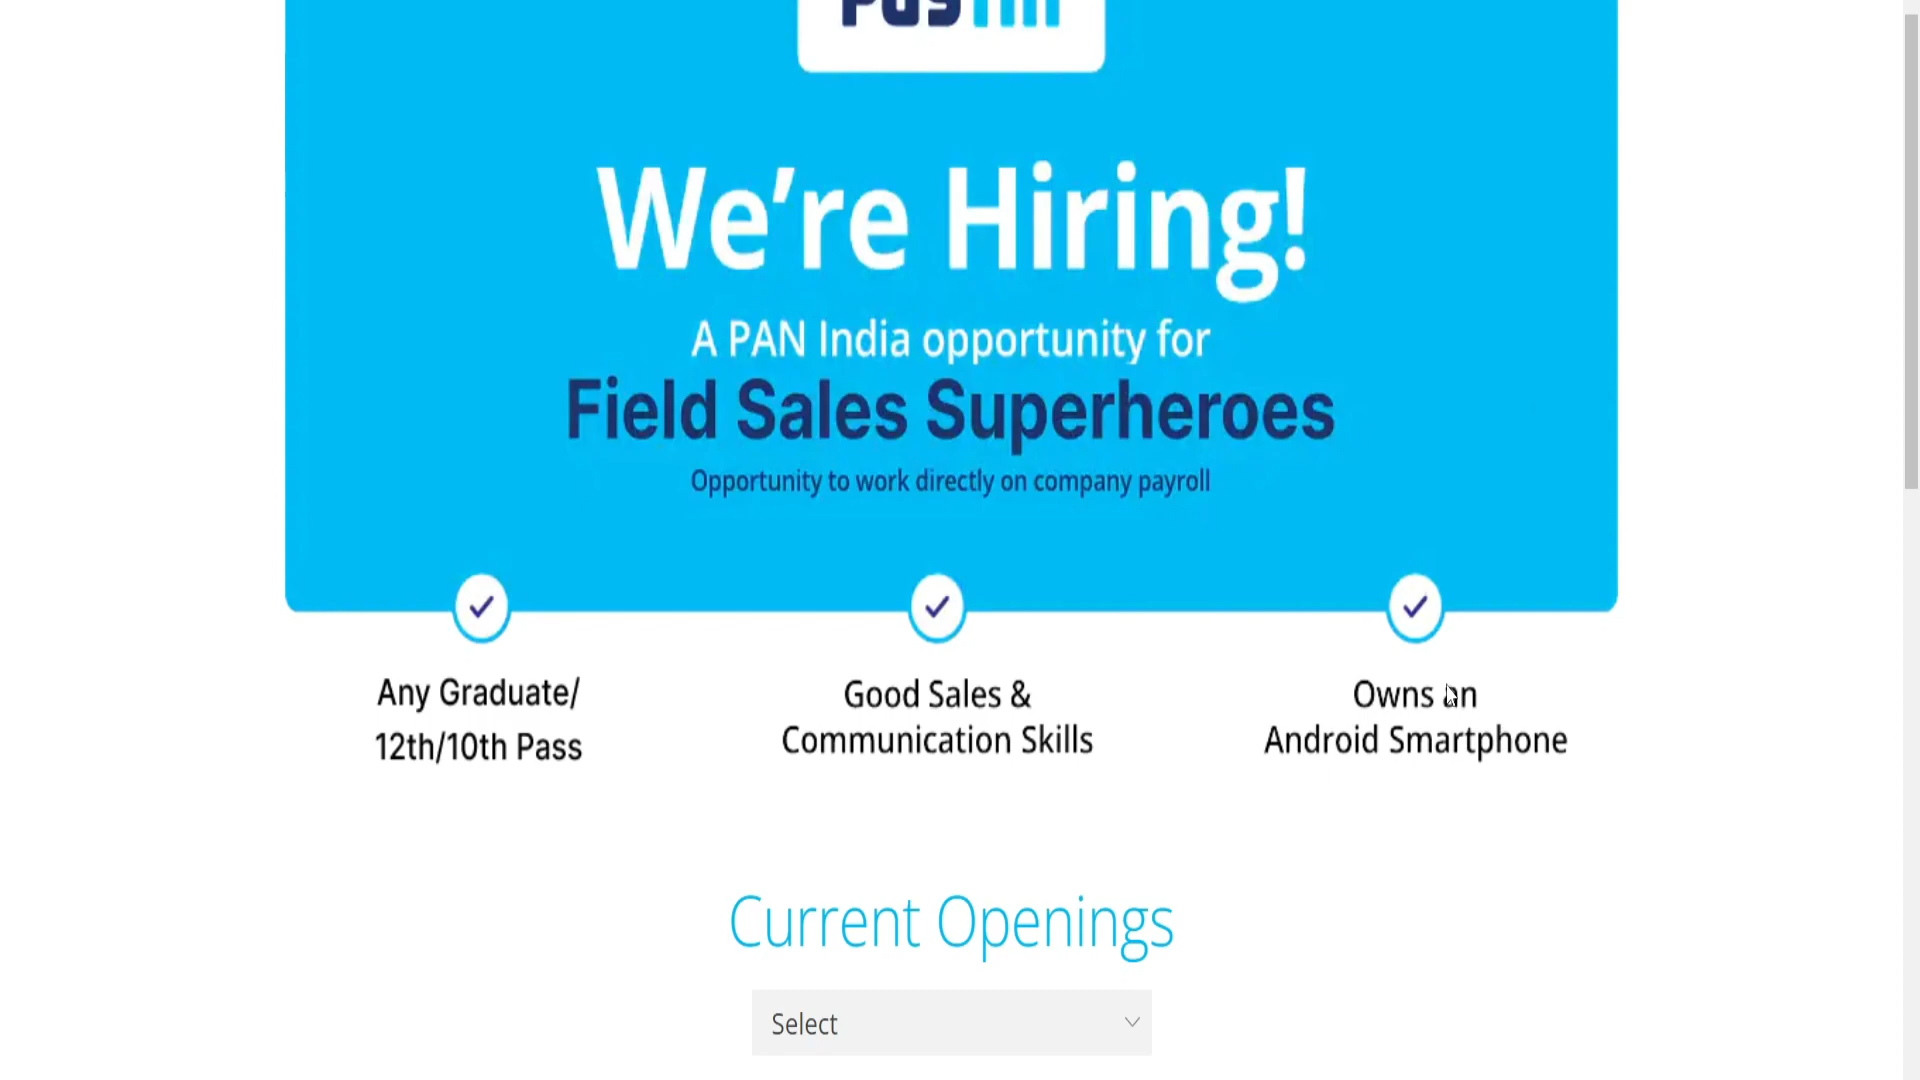 Paytm
We're Hiring!
A PAN India opportunity for
Field Sales Superheroes
Opportunity to work directly on company payroll
Any Graduate/
12th/10th Pass
Good Sales &
Communication Skills
Owns an
Android Smartphone
Current Openings
Select